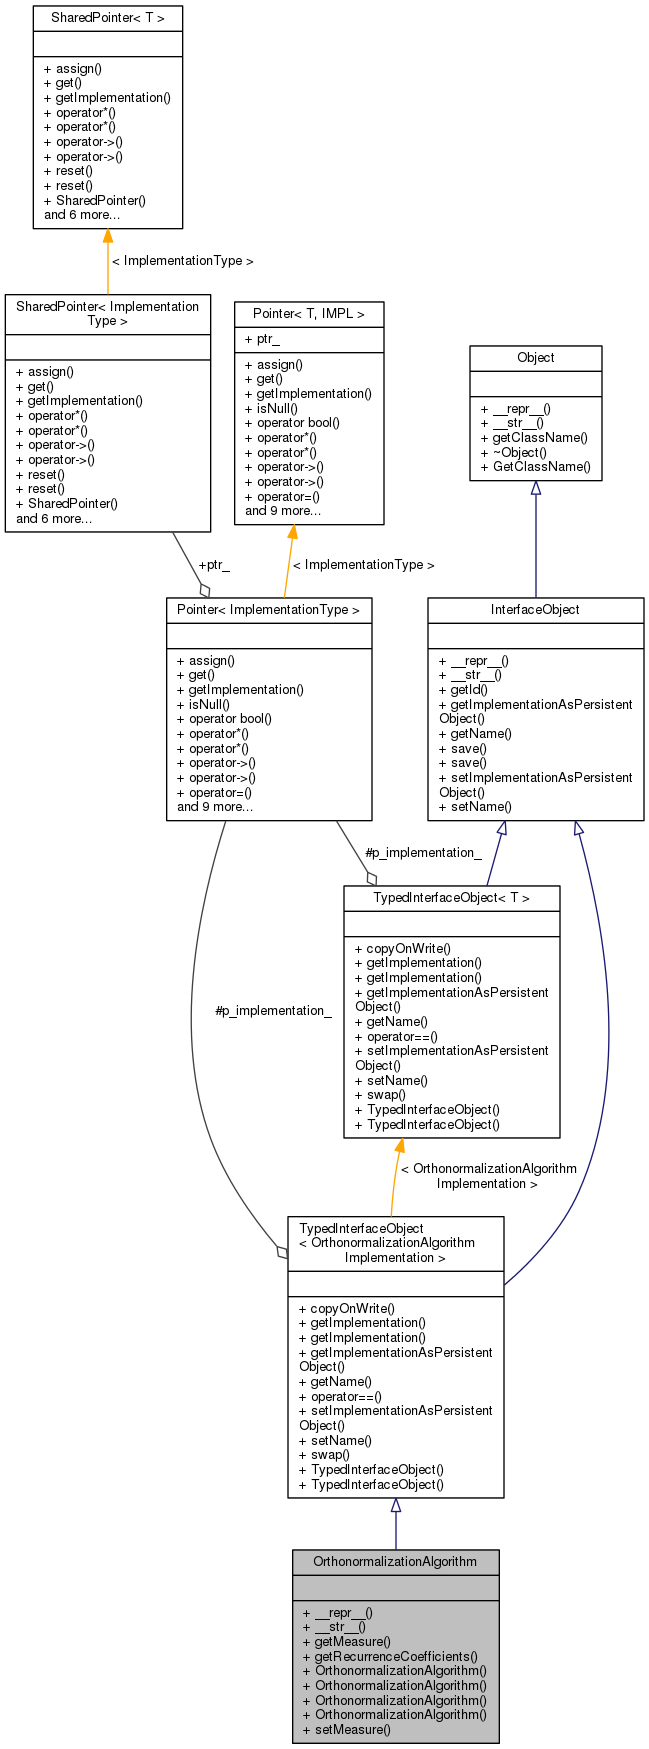 SharedPointer< T >
+ assign()
+ get()
+ getImplementation()
+ operator*()
+ operator*()
+ operator->()
+ operator->()
+ reset()
+ reset()
+ SharedPointer()
and 6 more...
< ImplementationType >
SharedPointer< Implementation
Type >
+ assign()
+ get()
+ getImplementation()
+ operator*()
+ operator*()
+ operator->()
+ operator->()
+ reset()
+ reset()
+ SharedPointer()
and 6 more...
Pointer< T, IMPL >
+ ptr_
+ assign()
+ get()
+ getImplementation()
+ isNull()
+ operator bool()
+ operator*()
+ operator*()
+ operator->()
+ operator->()
+ operator=()
and 9 more...
Object
+ __repr__()
+ __str__()
+ getClassName()
+ ~Object()
+ GetClassName()
+ptr_
< ImplementationType >
Pointer< ImplementationType >
+ assign()
+ get()
+ getImplementation()
+ isNull()
+ operator bool()
+ operator*()
+ operator*()
+ operator->()
+ operator->()
+ operator=()
and 9 more...
InterfaceObject
+ __repr__()
+ __str__()
+ getId()
+ getImplementationAsPersistent
Object()
+ getName()
+ save()
+ save()
+ setImplementationAsPersistent
Object()
+ setName()
#p_implementation_
TypedInterfaceObject< T >
+ copyOnWrite()
+ getImplementation()
+ getImplementation()
+ getImplementationAsPersistent
Object()
+ getName()
+ operator==()
+ setImplementationAsPersistent
Object()
+ setName()
+ swap()
+ TypedInterfaceObject()
+ TypedInterfaceObject()
#p_implementation_
< OrthonormalizationAlgorithm
Implementation >
TypedInterfaceObject
< OrthonormalizationAlgorithm
Implementation >
+ copyOnWrite()
+ getImplementation()
+ getImplementation()
+ getImplementationAsPersistent
Object()
+ getName()
+ operator==()
+ setImplementationAsPersistent
Object()
+ setName()
+ swap()
+ TypedInterfaceObject()
+ TypedInterfaceObject()
OrthonormalizationAlgorithm
+ __repr__()
+ __str__()
+ getMeasure()
+ getRecurrenceCoefficients()
+ OrthonormalizationAlgorithm()
+ OrthonormalizationAlgorithm()
+ OrthonormalizationAlgorithm()
+ OrthonormalizationAlgorithm()
+ setMeasure()